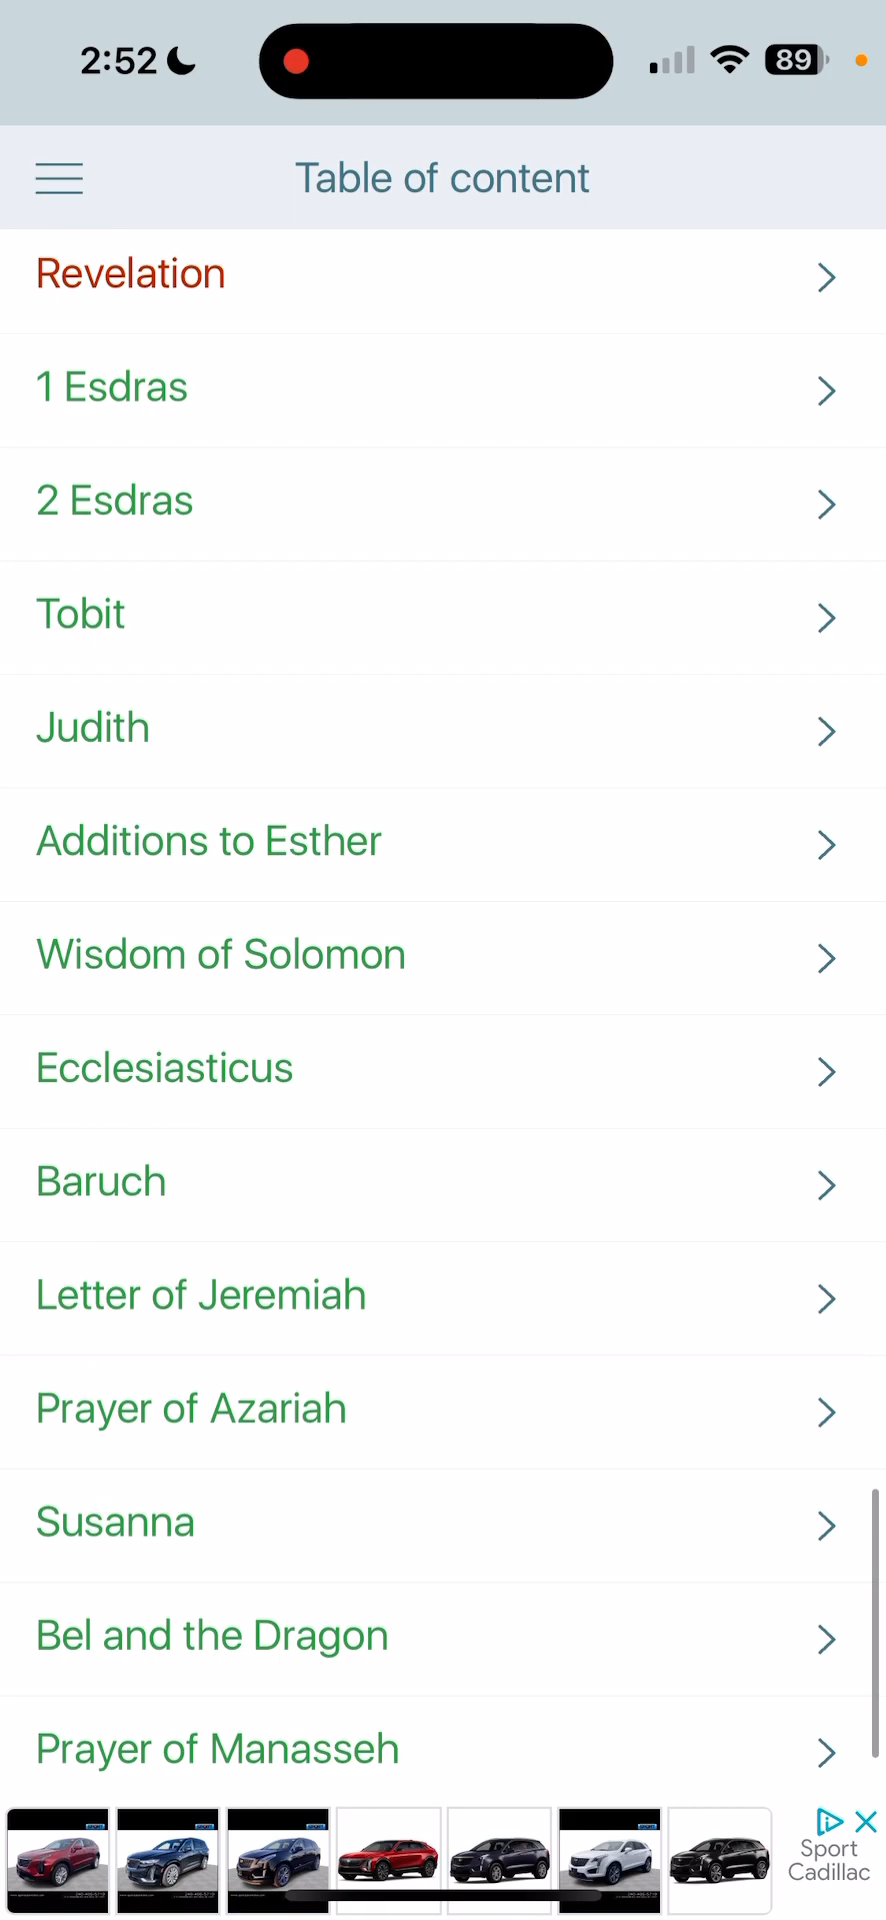 2:52
89
Table of content
Revelation
1 Esdras
2 Esdras
Tobit
Judith
Additions to Esther
Wisdom of Solomon
Ecclesiasticus
Baruch
Letter of Jeremiah
Prayer of Azariah
Susanna
Bel and the Dragon
Prayer of Manasseh
Sport
Cadillac